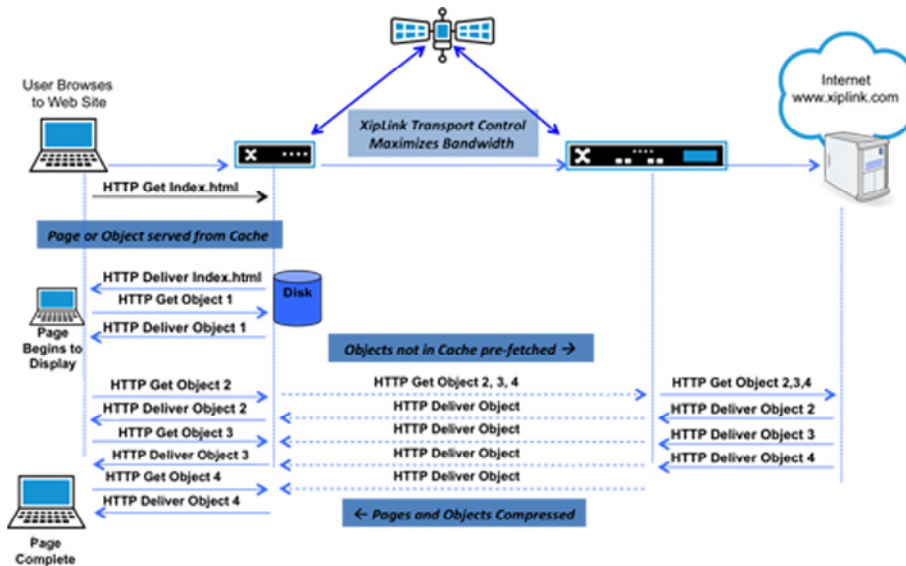 User Browses
to Web Site
Internet
www.xiplink.com
XipLink Transport Control
Maximizes Bandwidth
HTTP Get Index.html
Page or Object served from Cache
HTTP Deliver Index.html
Disk
HTTP Get Object 1
HTTP Deliver Object 1
Page
Begins to
Display
Objects not in Cache pre-fetched →
HTTP Get Object 2
HTTP Get Object 2, 3, 4
HTTP Get Object 2,3,4
HTTP Deliver Object 2
HTTP Deliver Object
HTTP Deliver Object 2
HTTP Get Object 3
HTTP Deliver Object
HTTP Deliver Object 3
HTTP Deliver Object 3
HTTP Deliver Object
HTTP Deliver Object 4
HTTP Get Object 4
HTTP Deliver Object
HTTP Deliver Object 4
← Pages and Objects Compressed
Page
Complete